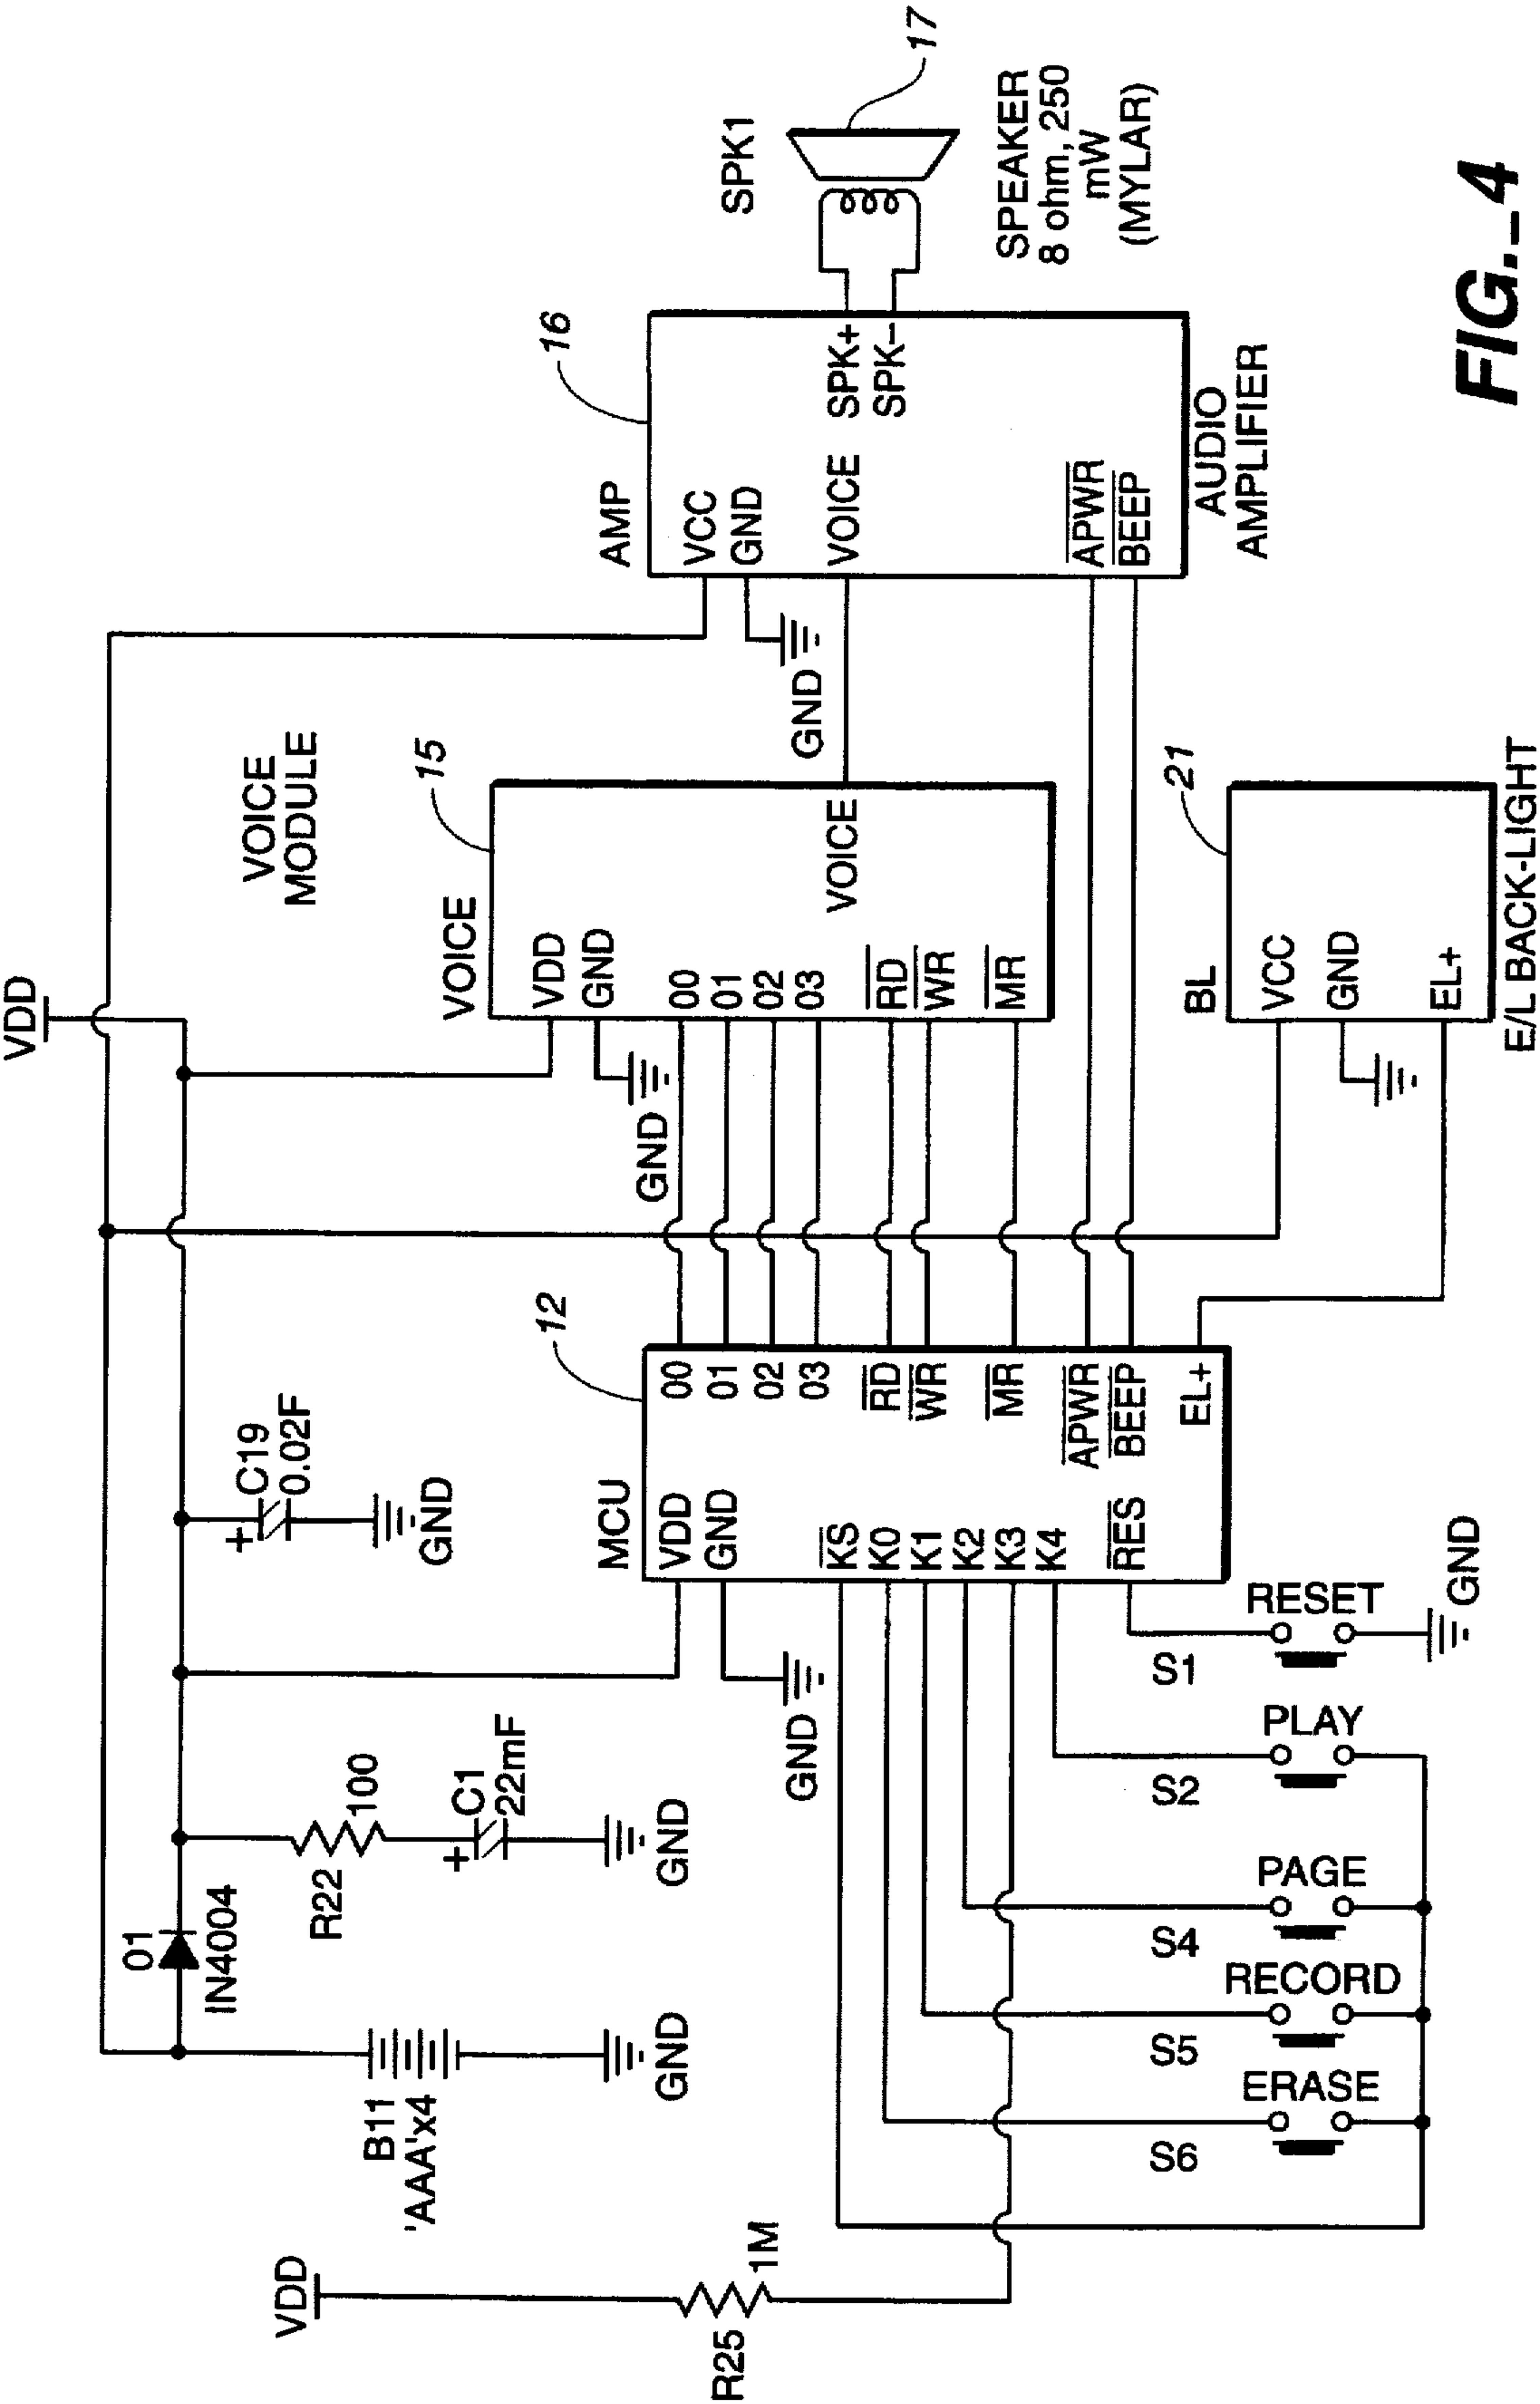 VDD
VOICE
MODULE
01
IN4004
R22
100
C1
22mF
+
GND
C19
0.02F
+
GND
B11
'AAA'x4
GND
VDD
R25
1M
MCU
12
VDD
GND
GND
KS
K0
K1
K2
K3
K4
RES
00
01
02
03
RD
WR
MR
APWR
BEEP
EL+
VOICE
15
VDD
GND
GND
00
01
02
03
RD
WR
MR
VOICE
AMP
16
VCC
GND
GND
VOICE
SPK+
SPK–
APWR
BEEP
AUDIO
AMPLIFIER
SPK1
17
SPEAKER
8 ohm, 250
mW
(MYLAR)
BL
21
VCC
GND
EL+
E/L BACK-LIGHT
S6
ERASE
S5
RECORD
S4
PAGE
S2
PLAY
S1
RESET
GND
FIG._4